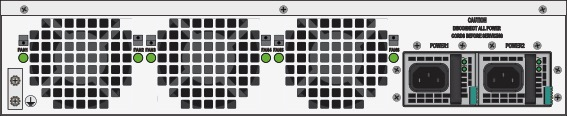 CAUTION
DISCONNECT ALL POWER
CORDS BEFORE SERVICING
POWER1
POWER2
FAN1
FAN2
FAN3
FAN4
FAN5
FAN6